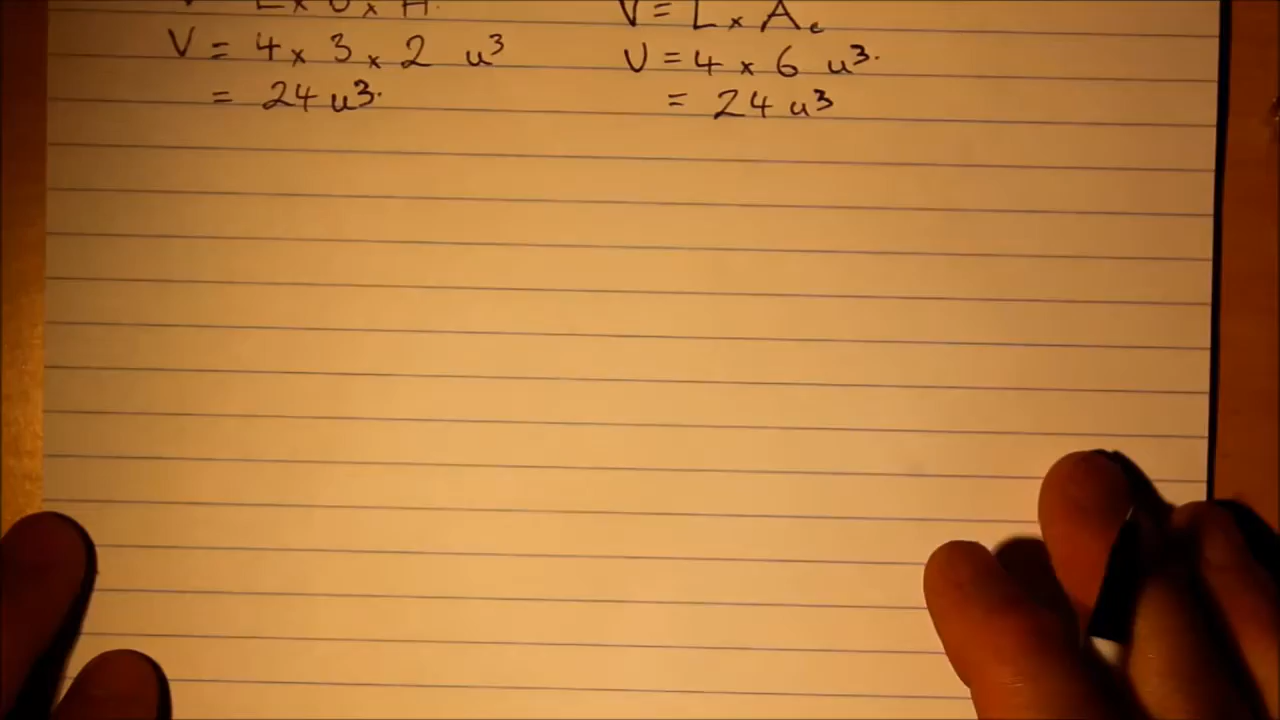 V = L x A c
V = 4 x 3 x 2 u³
V = 4 x 6 u³.
= 24 u³.
= 24 u³